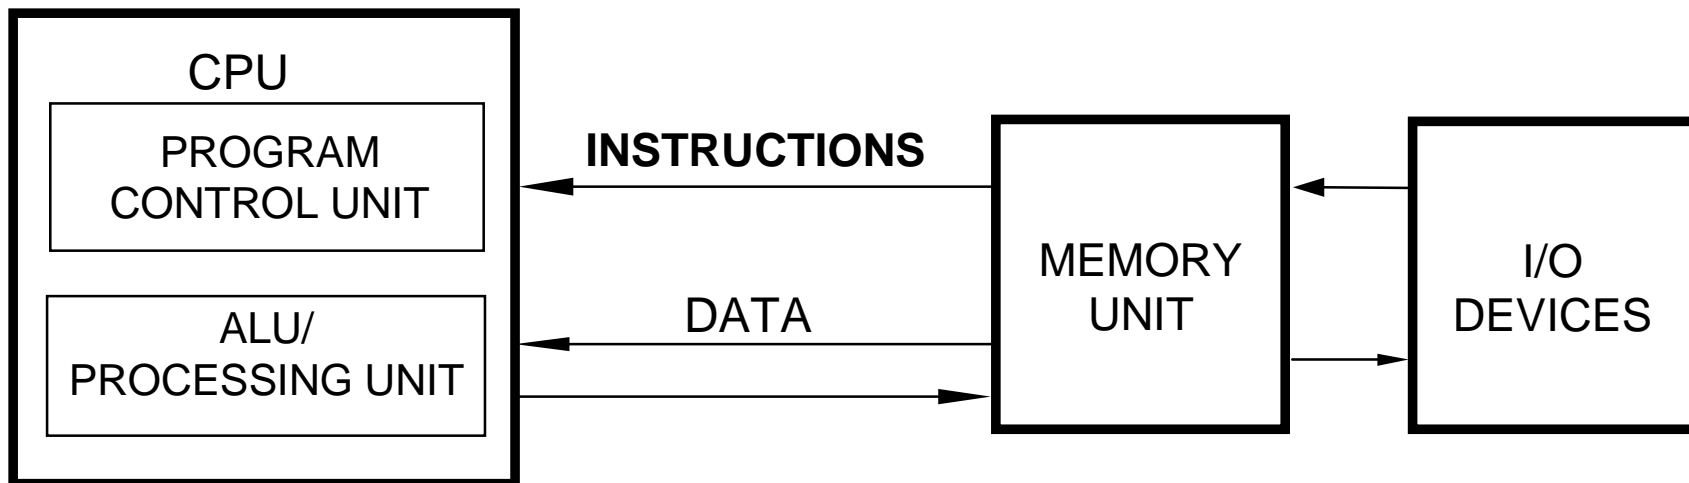 CPU
PROGRAM
CONTROL UNIT
ALU/
PROCESSING UNIT
INSTRUCTIONS
DATA
MEMORY
UNIT
I/O
DEVICES